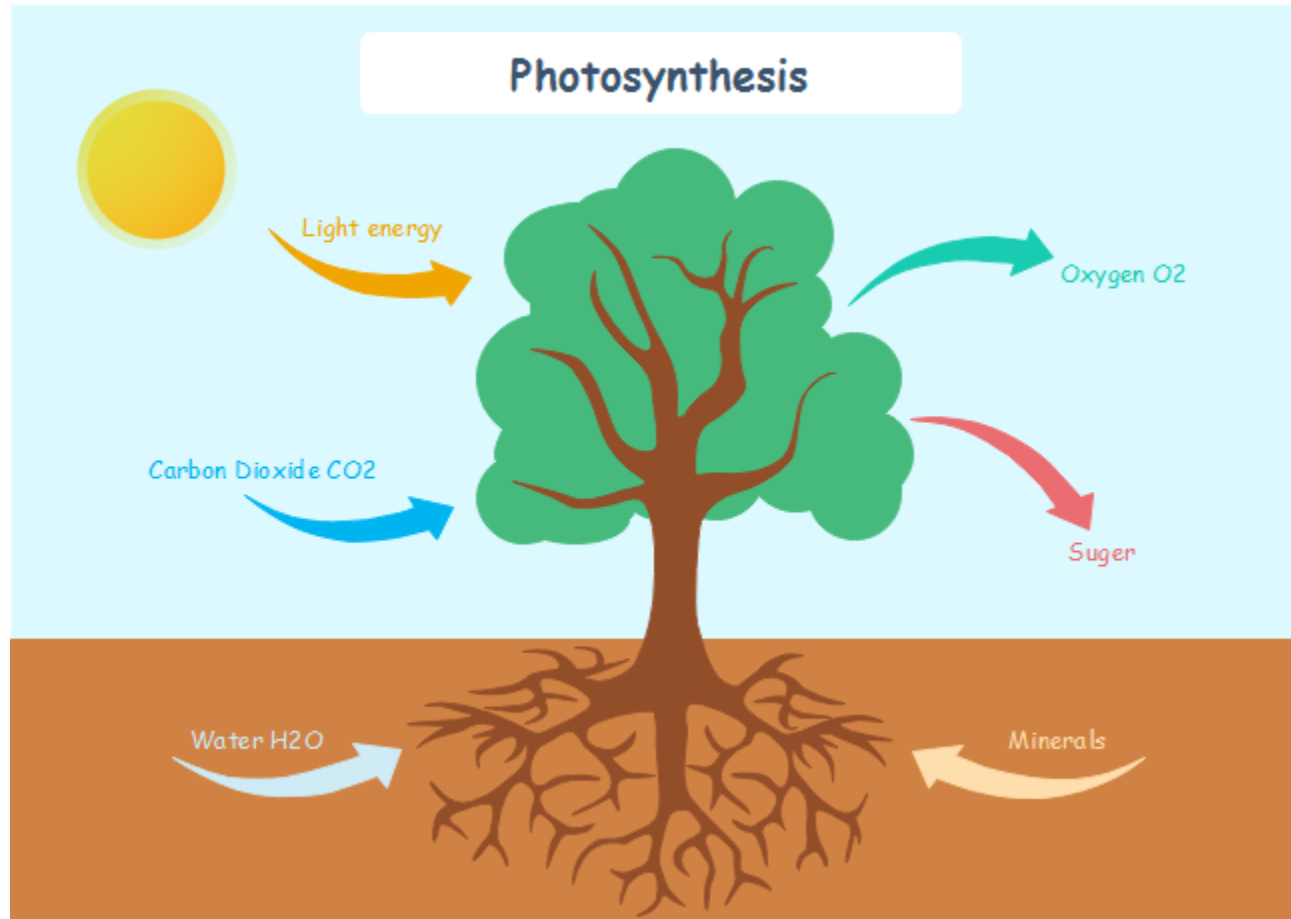 Photosynthesis
Light energy
Oxygen O2
Carbon Dioxide CO2
Suger
Water H2O
Minerals